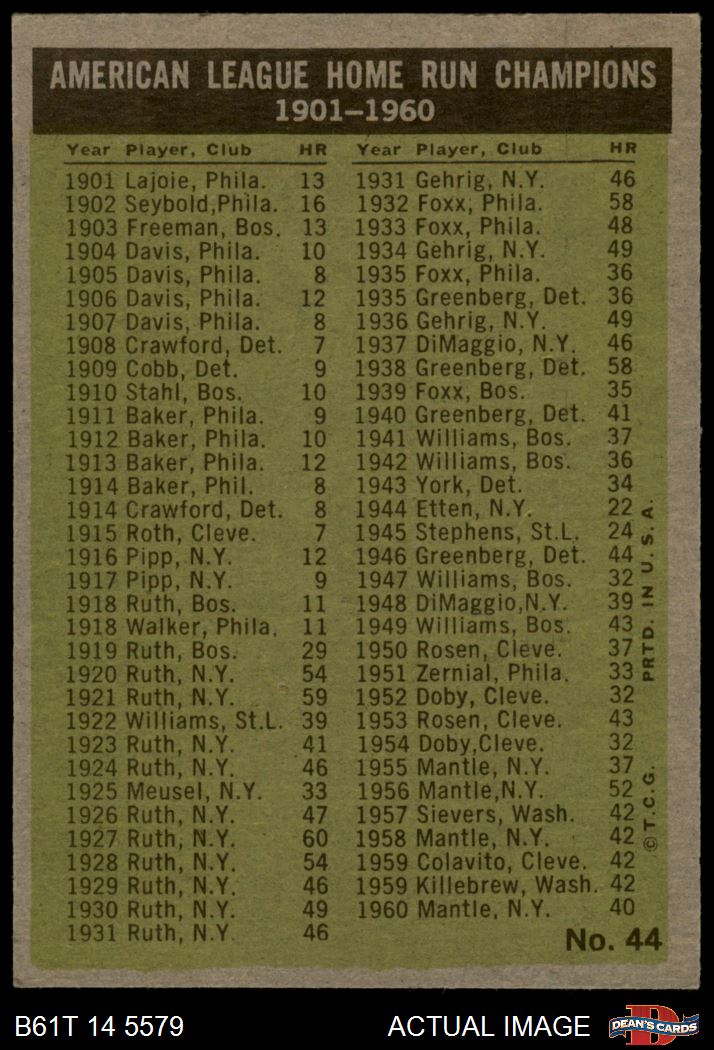 AMERICAN LEAGUE HOME RUN CHAMPIONS
1901—1960
Year Player, Club HR
1901 Lajoie, Phila. 13
1902 Seybold,Phila. 16
1903 Freeman, Bos. 13
1904 Davis, Phila. 10
1905 Davis, Phila. 8
1906 Davis, Phila. 12
1907 Davis, Phila. 8
1908 Crawford, Det. 7
1909 Cobb, Det. 9
1910 Stahl, Bos. 10
1911 Baker, Phila. 9
1912 Baker, Phila. 10
1913 Baker, Phila. 12
1914 Baker, Phil. 8
1914 Crawford, Det. 8
1915 Roth, Cleve. 7
1916 Pipp, N.Y. 12
1917 Pipp, N.Y. 9
1918 Ruth, Bos. 11
1918 Walker, Phila. 11
1919 Ruth, Bos. 29
1920 Ruth, N.Y. 54
1921 Ruth, N.Y. 59
1922 Williams, St.L. 39
1923 Ruth, N.Y. 41
1924 Ruth, N.Y. 46
1925 Meusel, N.Y. 33
1926 Ruth, N.Y. 47
1927 Ruth, N.Y. 60
1928 Ruth, N.Y. 54
1929 Ruth, N.Y. 46
1930 Ruth, N.Y. 49
1931 Ruth, N.Y. 46
Year Player, Club HR
1931 Gehrig, N.Y. 46
1932 Foxx, Phila. 58
1933 Foxx, Phila. 48
1934 Gehrig, N.Y. 49
1935 Foxx, Phila. 36
1935 Greenberg, Det. 36
1936 Gehrig, N.Y. 49
1937 DiMaggio, N.Y. 46
1938 Greenberg, Det. 58
1939 Foxx, Bos. 35
1940 Greenberg, Det. 41
1941 Williams, Bos. 37
1942 Williams, Bos. 36
1943 York, Det. 34
1944 Etten, N.Y. 22
1945 Stephens, St.L. 24
1946 Greenberg, Det. 44
1947 Williams, Bos. 32
1948 DiMaggio,N.Y. 39
1949 Williams, Bos. 43
1950 Rosen, Cleve. 37
1951 Zernial, Phila. 33
1952 Doby, Cleve. 32
1953 Rosen, Cleve. 43
1954 Doby,Cleve. 32
1955 Mantle, N.Y. 37
1956 Mantle,N.Y. 52
1957 Sievers, Wash. 42
1958 Mantle, N.Y. 42
1959 Colavito, Cleve. 42
1959 Killebrew, Wash. 42
1960 Mantle, N.Y. 40
No. 44
© T.C.G. PRTD. IN U.S.A.
B61T 14 5579 ACTUAL IMAGE
D
DEAN'S CARDS